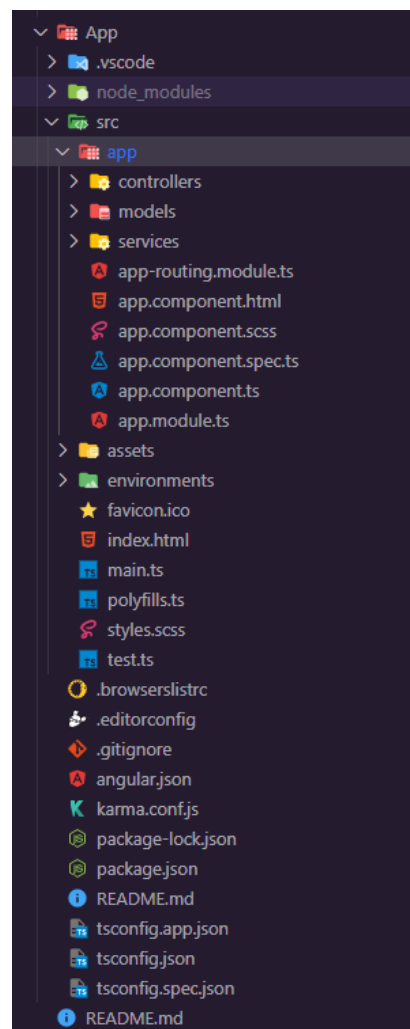 App
.vscode
node_modules
src
app
controllers
models
services
app-routing.module.ts
app.component.html
app.component.scss
app.component.spec.ts
app.component.ts
app.module.ts
assets
environments
favicon.ico
index.html
main.ts
polyfills.ts
styles.scss
test.ts
.browserslistrc
.editorconfig
.gitignore
angular.json
karma.conf.js
package-lock.json
package.json
README.md
tsconfig.app.json
tsconfig.json
tsconfig.spec.json
README.md